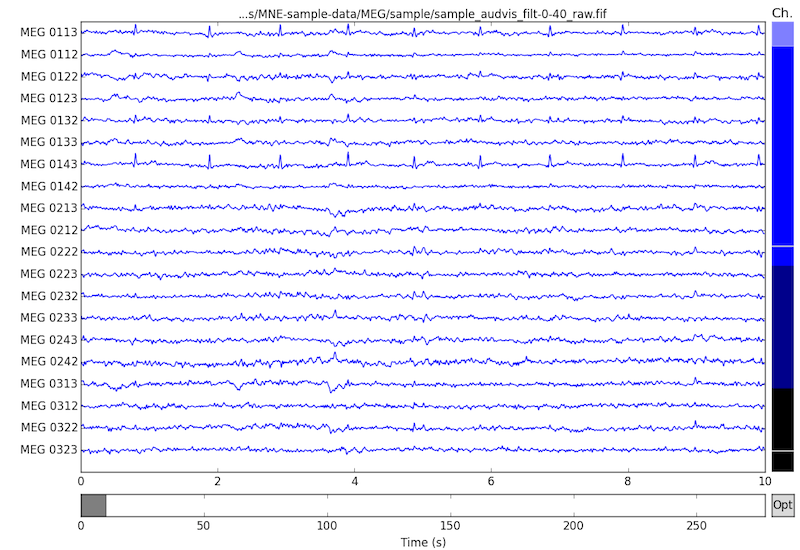 ...s/MNE-sample-data/MEG/sample/sample_audvis_filt-0-40_raw.fif
Ch.
MEG 0113
MEG 0112
MEG 0122
MEG 0123
MEG 0132
MEG 0133
MEG 0143
MEG 0142
MEG 0213
MEG 0212
MEG 0222
MEG 0223
MEG 0232
MEG 0233
MEG 0243
MEG 0242
MEG 0313
MEG 0312
MEG 0322
MEG 0323
0 2 4 6 8 10
Opt
0 50 100 150 200 250
Time (s)